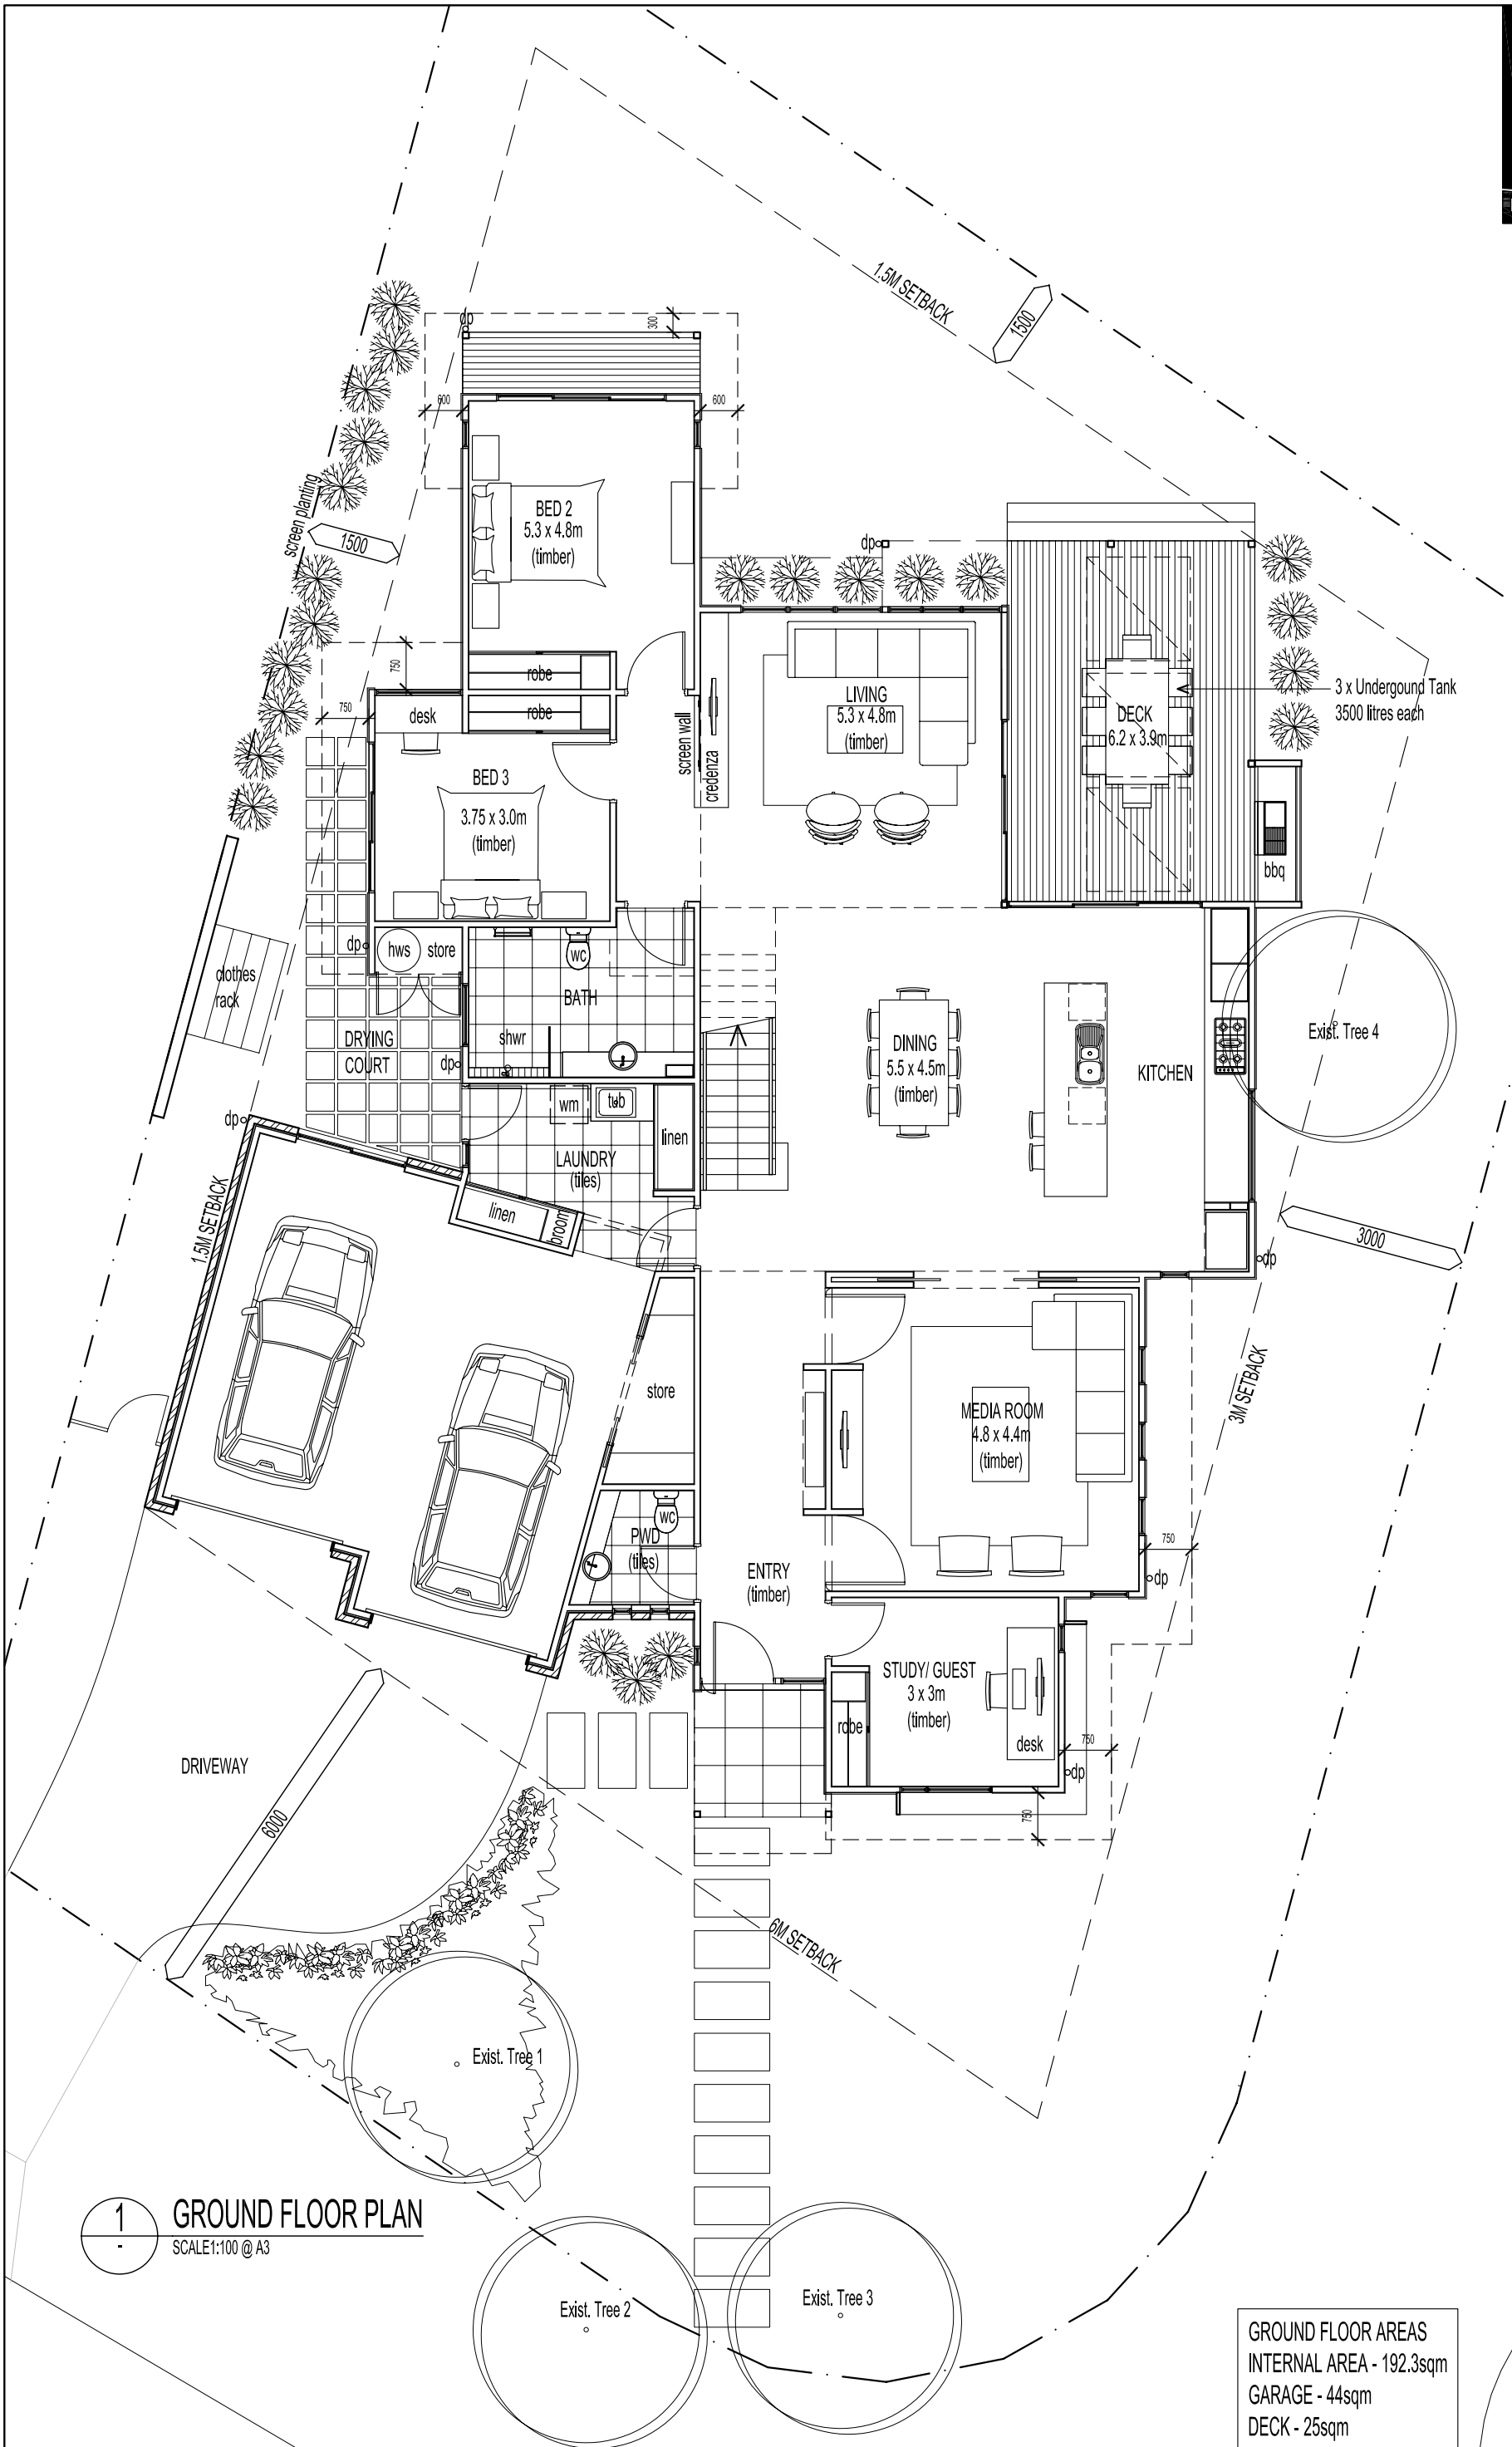 1.5M SETBACK
1500
dp
300
600
600
screen planting
1500
BED 2
5.3 x 4.8m
(timber)
dp
750
750
robe
robe
desk
screen wall
credenza
LIVING
5.3 x 4.8m
(timber)
DECK
6.2 x 3.9m
3 x Undergound Tank
3500 litres each
BED 3
3.75 x 3.0m
(timber)
bbq
dp
hws
store
wc
clothes
rack
BATH
shwr
DRYING
COURT
dp
DINING
5.5 x 4.5m
(timber)
KITCHEN
Exist. Tree 4
dp
wm
tub
linen
LAUNDRY
(tiles)
1.5M SETBACK
linen
broom
3000
dp
store
MEDIA ROOM
4.8 x 4.4m
(timber)
3M SETBACK
wc
PWD
(tiles)
750
dp
ENTRY
(timber)
STUDY/ GUEST
3 x 3m
(timber)
robe
desk
750
dp
750
DRIVEWAY
6000
6M SETBACK
Exist. Tree 1
1
-
GROUND FLOOR PLAN
SCALE1:100 @ A3
Exist. Tree 2
Exist. Tree 3
GROUND FLOOR AREAS
INTERNAL AREA - 192.3sqm
GARAGE - 44sqm
DECK - 25sqm